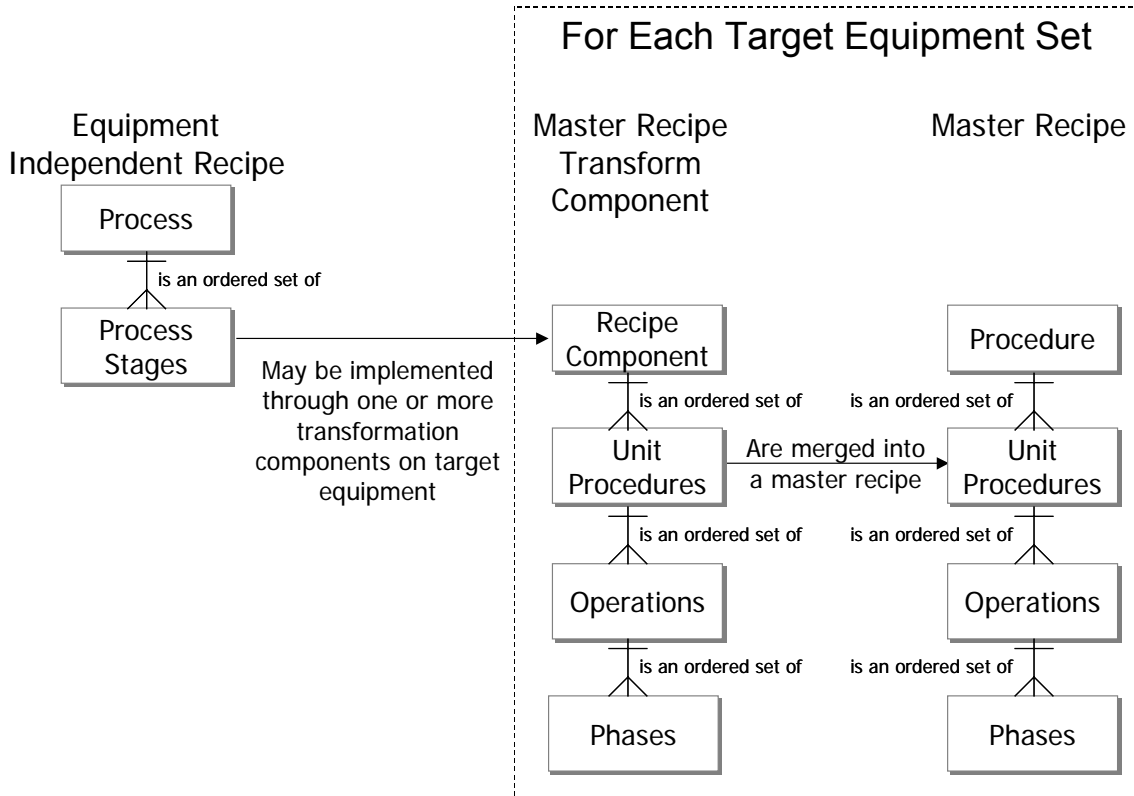 For Each Target Equipment Set
Equipment
Independent Recipe
Process
is an ordered set of
Process
Stages
May be implemented
through one or more
transformation
components on target
equipment
Master Recipe
Transform
Component
Recipe
Component
is an ordered set of
Unit
Procedures
is an ordered set of
Operations
is an ordered set of
Phases
Are merged into
a master recipe
Master Recipe
Procedure
is an ordered set of
Unit
Procedures
is an ordered set of
Operations
is an ordered set of
Phases